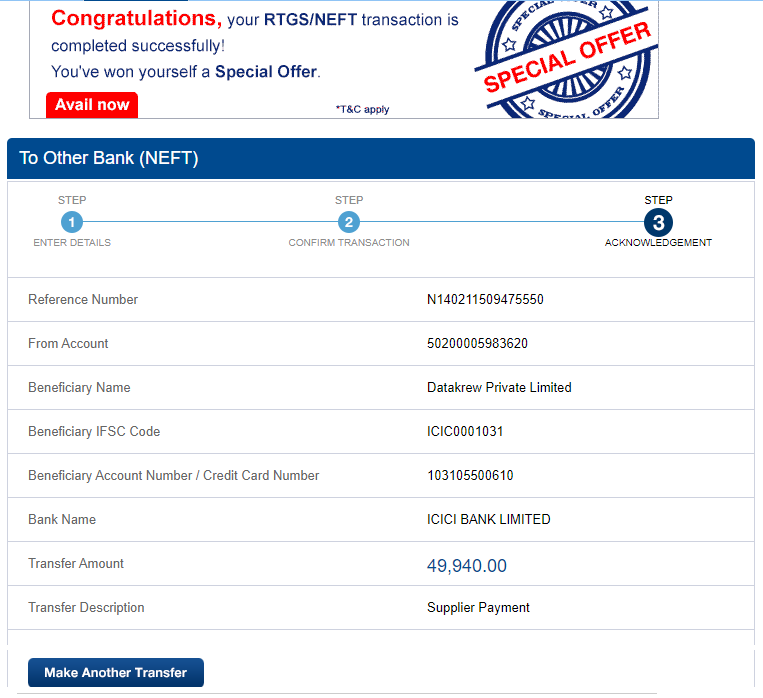 Congratulations, your RTGS/NEFT transaction is
completed successfully!
You've won yourself a Special Offer.
Avail now
*T&C apply
SPECIAL OFFER
SPECIAL OFFER
SPECIAL OFFER
To Other Bank (NEFT)
STEP STEP STEP
1 2 3
ENTER DETAILS CONFIRM TRANSACTION ACKNOWLEDGEMENT
Reference Number N140211509475550
From Account 50200005983620
Beneficiary Name Datakrew Private Limited
Beneficiary IFSC Code ICIC0001031
Beneficiary Account Number / Credit Card Number 103105500610
Bank Name ICICI BANK LIMITED
Transfer Amount 49,940.00
Transfer Description Supplier Payment
Make Another Transfer